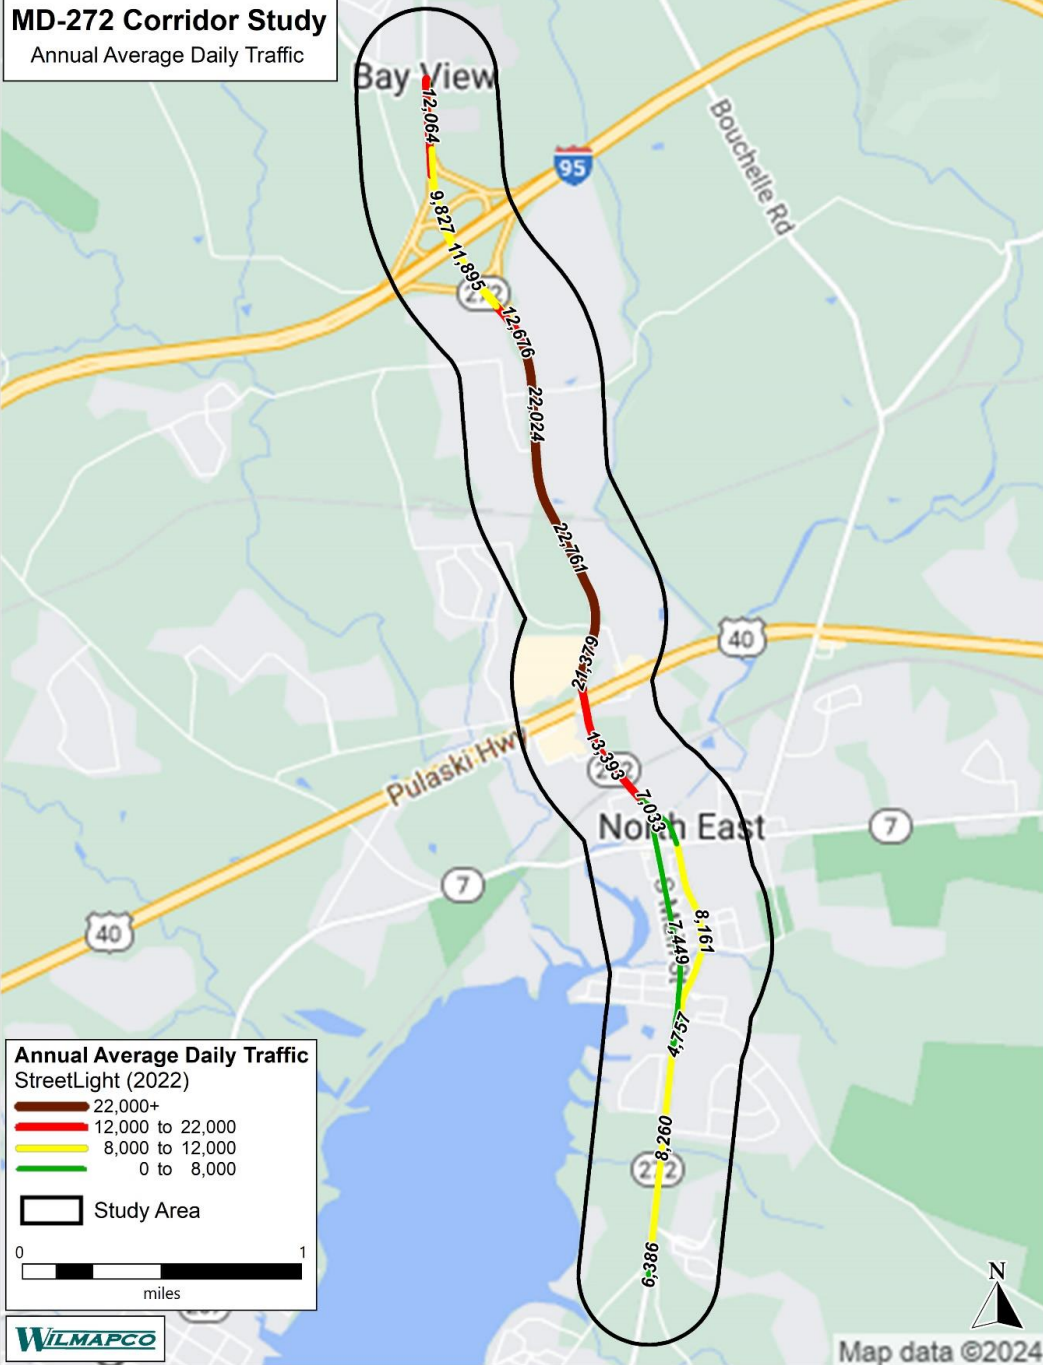 MD-272 Corridor Study
Annual Average Daily Traffic
Bay View
12,064
95
Bouchelle Rd
9,827
11,895
272
12,676
22,024
22,761
40
21,379
Pulaski Hwy
13,393
272
7,033
North East
7
7
40
8,161
7,449
4,757
8,260
272
6,386
Annual Average Daily Traffic
StreetLight (2022)
22,000+
12,000 to 22,000
8,000 to 12,000
0 to 8,000
Study Area
0 1
miles
N
WILMAPCO
Map data ©2024